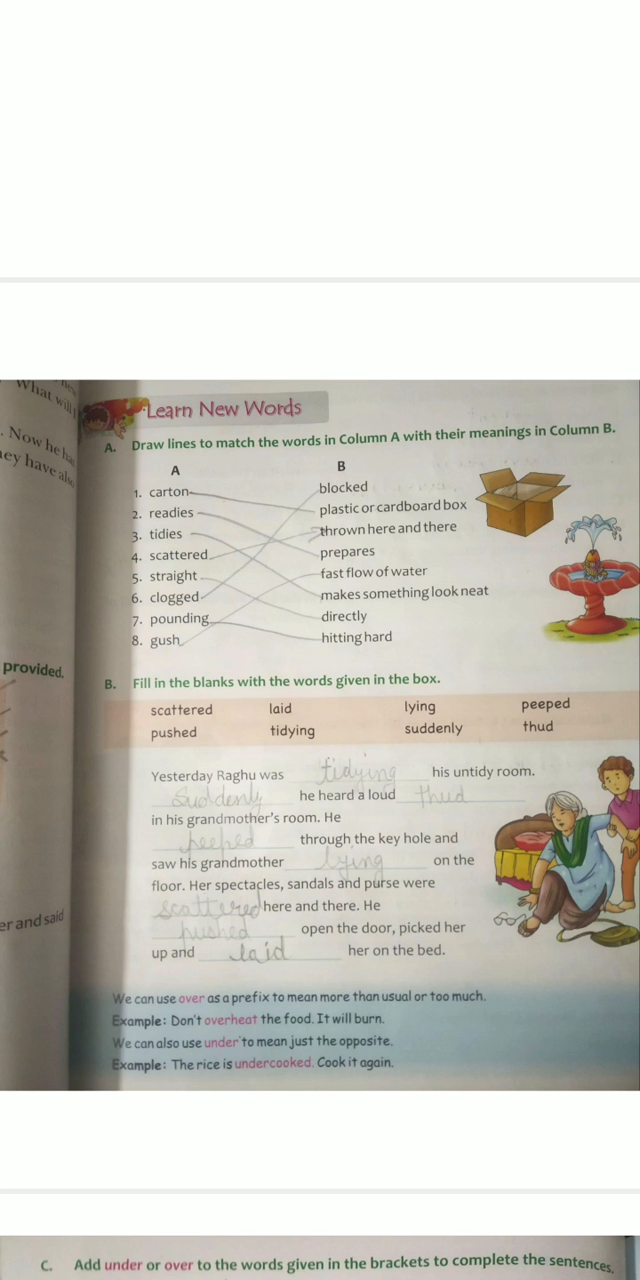 What will
. Now he ha
ey have als
provided.
er and said
Learn New Words
A. Draw lines to match the words in Column A with their meanings in Column B.
A B
1. carton blocked
2. readies plastic or cardboard box
3. tidies thrown here and there
4. scattered prepares
5. straight fast flow of water
6. clogged makes something look neat
7. pounding directly
8. gush hitting hard
B. Fill in the blanks with the words given in the box.
scattered laid lying peeped
pushed tidying suddenly thud
Yesterday Raghu was tidying his untidy room.
Suddenly he heard a loud thud
in his grandmother's room. He
peeped through the key hole and
saw his grandmother lying on the
floor. Her spectacles, sandals and purse were
scattered here and there. He
pushed open the door, picked her
up and laid her on the bed.
We can use over as a prefix to mean more than usual or too much.
Example: Don't overheat the food. It will burn.
We can also use under to mean just the opposite.
Example: The rice is undercooked. Cook it again.
C. Add under or over to the words given in the brackets to complete the sentences.